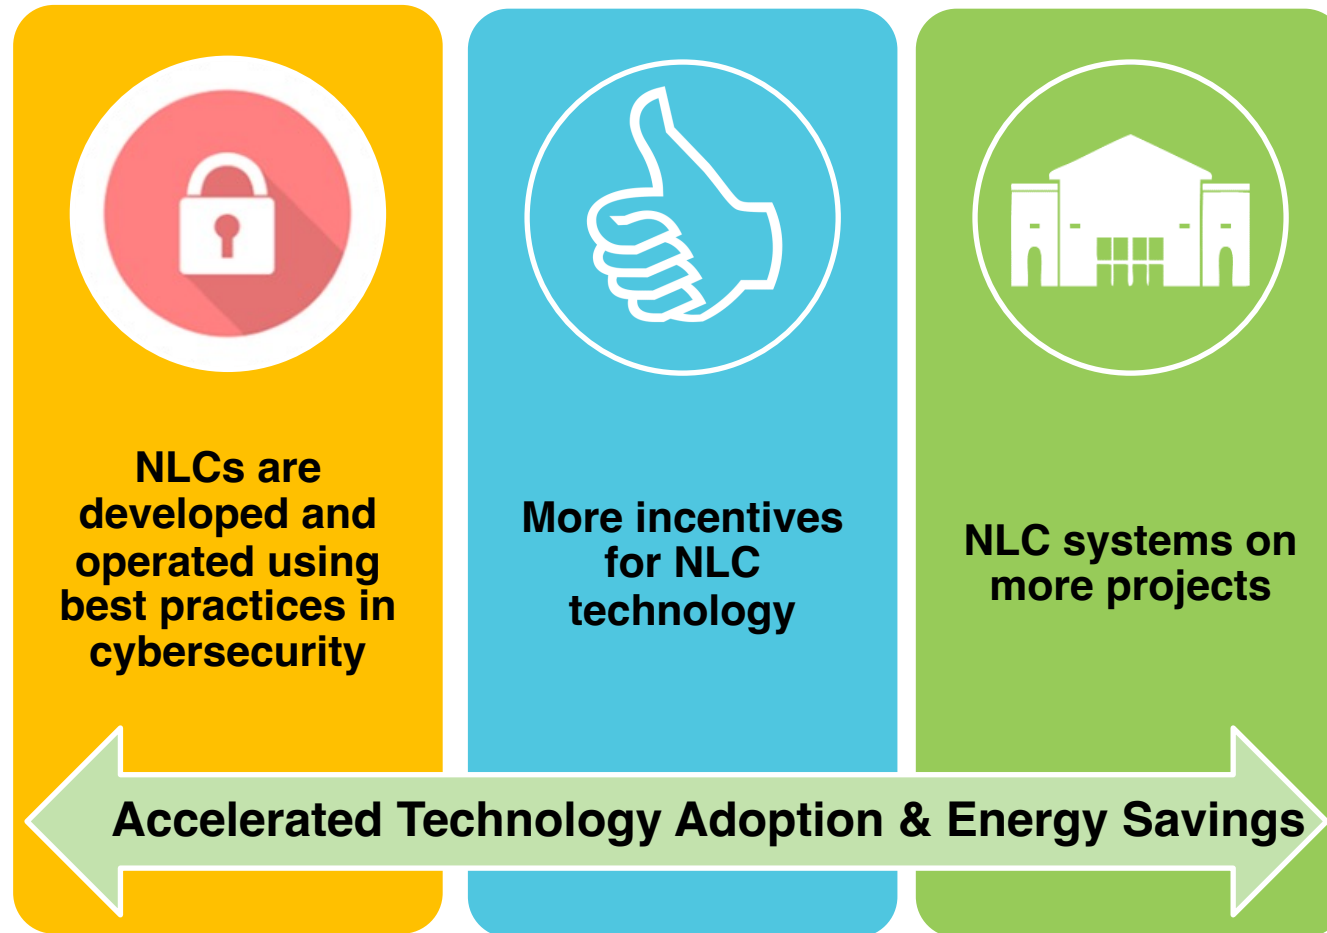 NLCs are
developed and
operated using
best practices in
cybersecurity
More incentives
for NLC
technology
NLC systems on
more projects
Accelerated Technology Adoption & Energy Savings